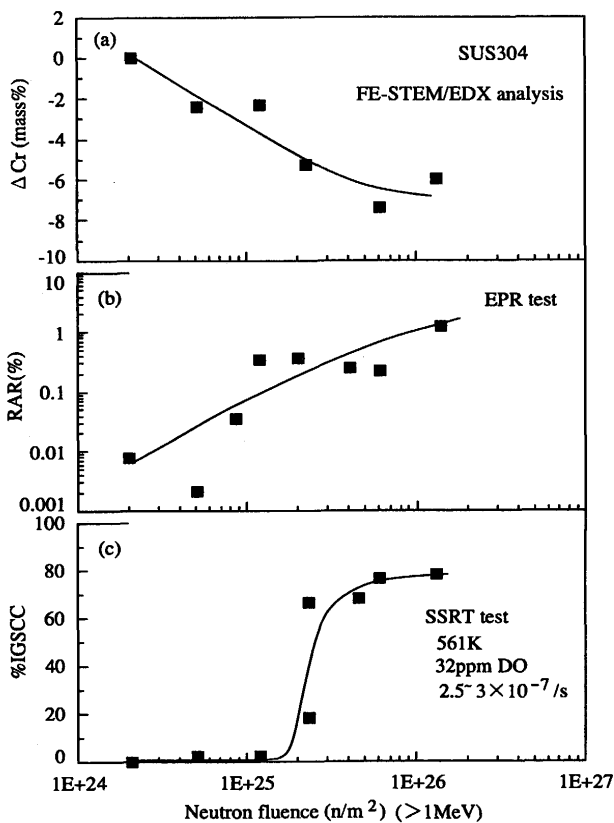 2
(a)
SUS304
0
FE-STEM/EDX analysis
-2
-4
-6
-8
-10
Δ Cr (mass%)
10
(b)
EPR test
1
0.1
0.01
0.001
RAR(%)
100
(c)
80
60
SSRT test
561K
40
32ppm DO
2.5~3×10⁻⁷/s
20
0
%IGSCC
1E+24 1E+25 1E+26 1E+27
Neutron fluence (n/m²) (>1MeV)